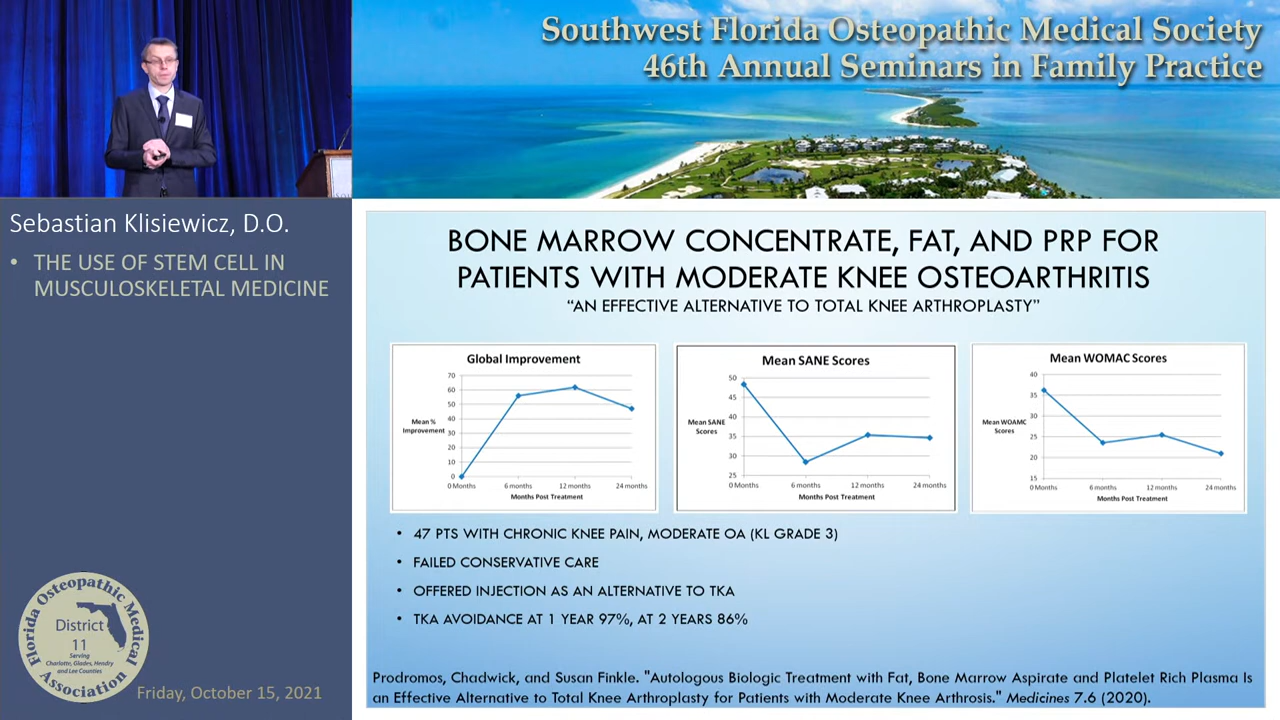 Southwest Florida Osteopathic Medical Society
46th Annual Seminars in Family Practice
Sebastian Klisiewicz, D.O.
• THE USE OF STEM CELL IN
MUSCULOSKELETAL MEDICINE
BONE MARROW CONCENTRATE, FAT, AND PRP FOR
PATIENTS WITH MODERATE KNEE OSTEOARTHRITIS
“AN EFFECTIVE ALTERNATIVE TO TOTAL KNEE ARTHROPLASTY”
Global Improvement
70
60
50
40
30
20
10
0
Mean %
Improvement
0 Months 6 months 12 months 24 months
Months Post Treatment
Mean SANE Scores
50
45
40
35
30
25
Mean SANE
Scores
0 Months 6 months 12 months 24 months
Months Post Treatment
Mean WOMAC Scores
40
35
30
25
20
15
Mean WOAMC
Scores
0 Months 6 months 12 months 24 months
Months Post Treatment
• 47 PTS WITH CHRONIC KNEE PAIN, MODERATE OA (KL GRADE 3)
• FAILED CONSERVATIVE CARE
• OFFERED INJECTION AS AN ALTERNATIVE TO TKA
• TKA AVOIDANCE AT 1 YEAR 97%, AT 2 YEARS 86%
Prodromos, Chadwick, and Susan Finkle. "Autologous Biologic Treatment with Fat, Bone Marrow Aspirate and Platelet Rich Plasma Is
an Effective Alternative to Total Knee Arthroplasty for Patients with Moderate Knee Arthrosis." Medicines 7.6 (2020).
Florida Osteopathic Medical
Association
District
11
Serving
Charlotte, Glades, Hendry
and Lee Counties
Friday, October 15, 2021